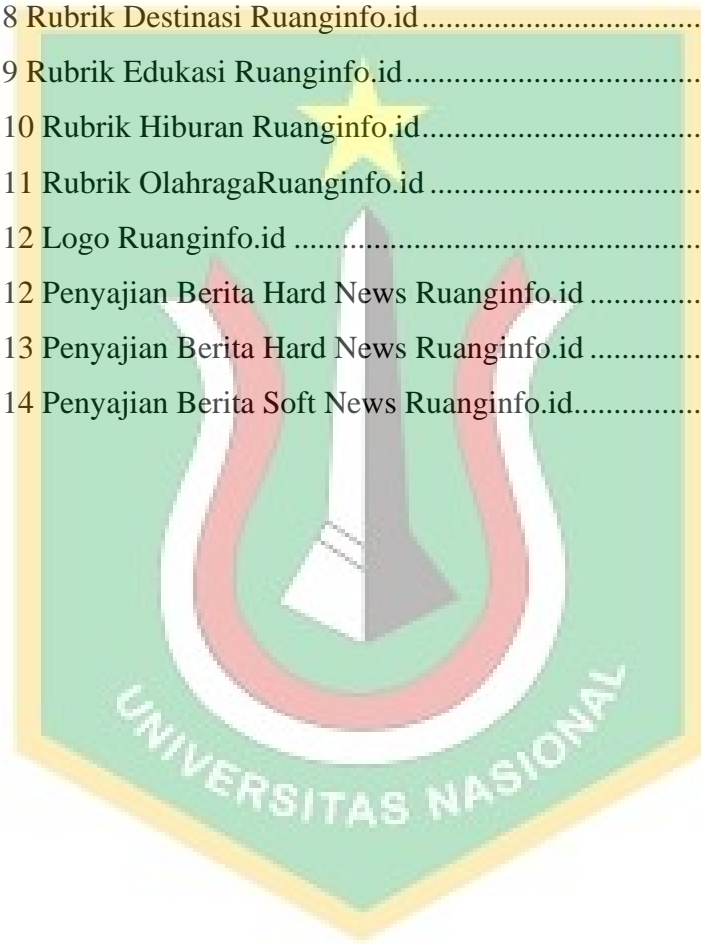 8 Rubrik Destinasi Ruanginfo.id..................................
9 Rubrik Edukasi Ruanginfo.id....................................
10 Rubrik Hiburan Ruanginfo.id..................................
11 Rubrik OlahragaRuanginfo.id.................................
12 Logo Ruanginfo.id ................................................
12 Penyajian Berita Hard News Ruanginfo.id .............
13 Penyajian Berita Hard News Ruanginfo.id .............
14 Penyajian Berita Soft News Ruanginfo.id...............
UNIVERSITAS NASIONAL